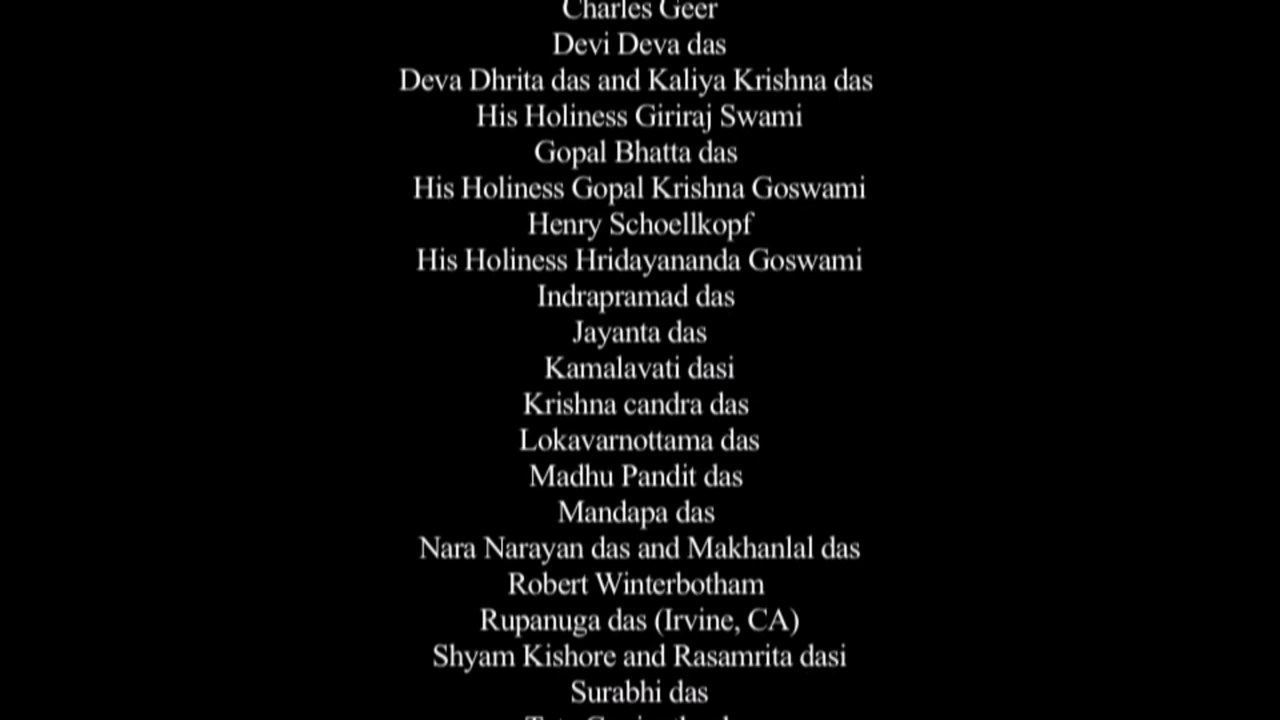 Charles Geer
Devi Deva das
Deva Dhrita das and Kaliya Krishna das
His Holiness Giriraj Swami
Gopal Bhatta das
His Holiness Gopal Krishna Goswami
Henry Schoellkopf
His Holiness Hridayananda Goswami
Indrapramad das
Jayanta das
Kamalavati dasi
Krishna candra das
Lokavarnottama das
Madhu Pandit das
Mandapa das
Nara Narayan das and Makhanlal das
Robert Winterbotham
Rupanuga das (Irvine, CA)
Shyam Kishore and Rasamrita dasi
Surabhi das